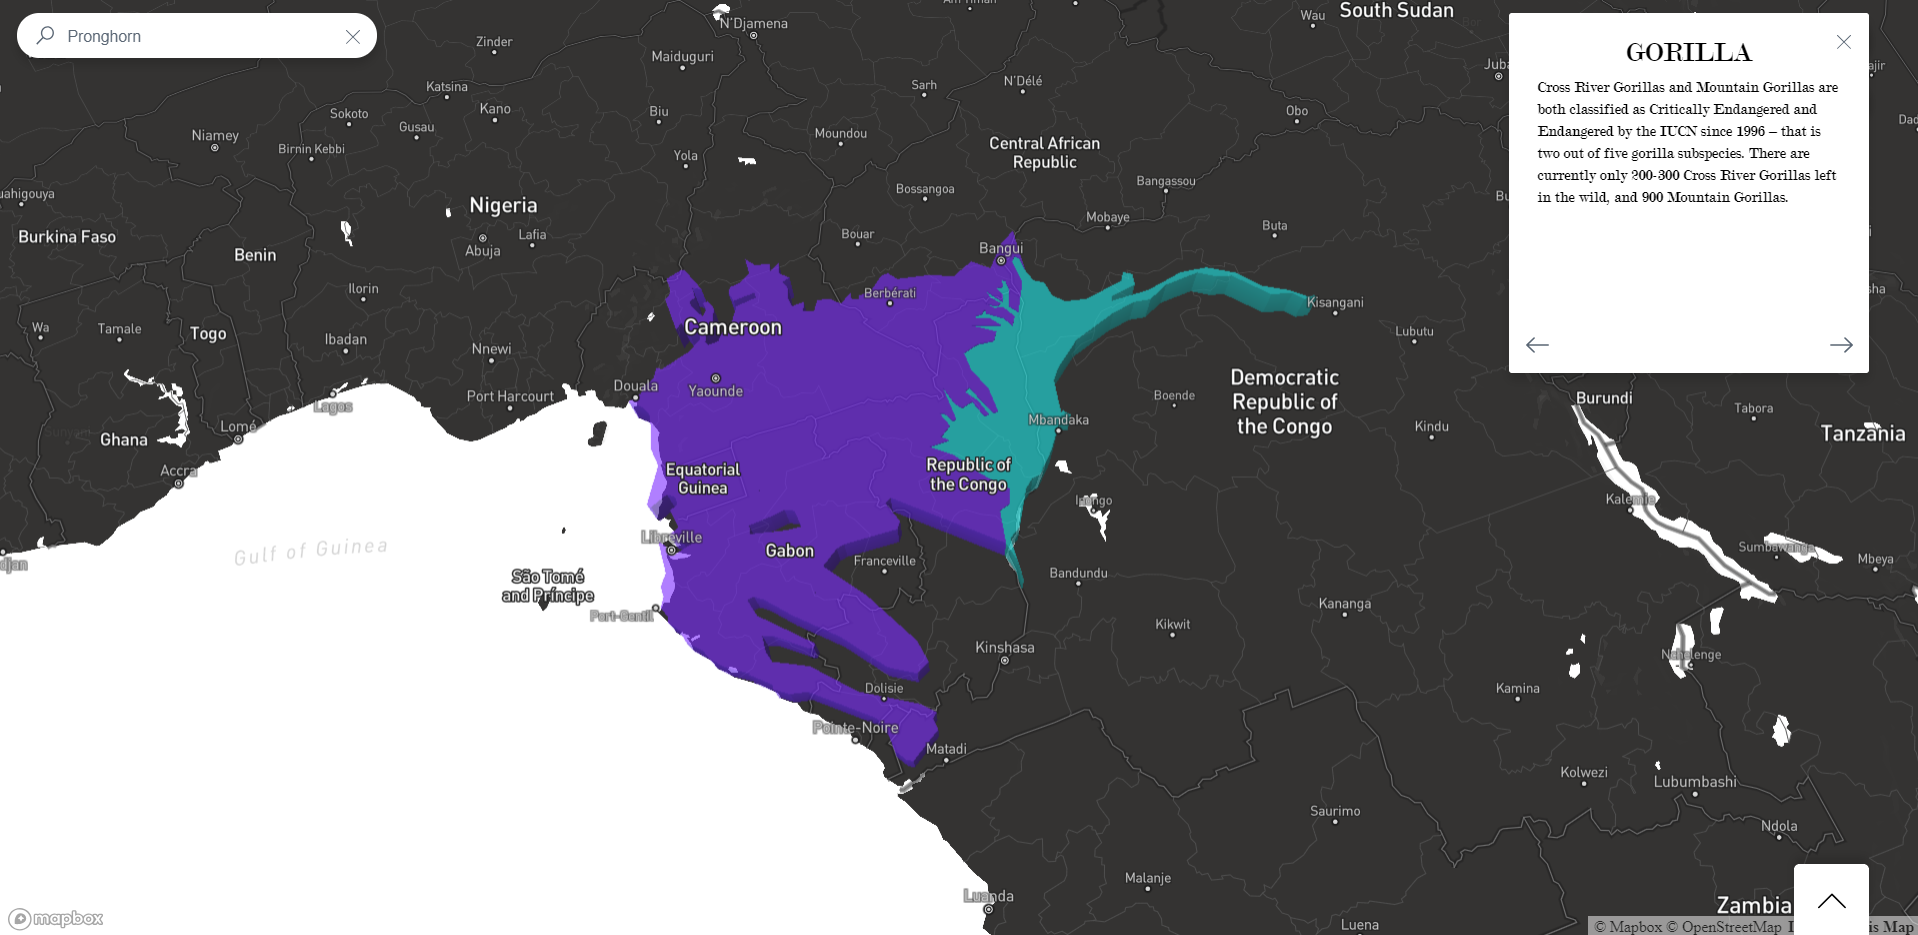 Pronghorn
GORILLA
Cross River Gorillas and Mountain Gorillas are
both classified as Critically Endangered and
Endangered by the IUCN since 1996 – that is
two out of five gorilla subspecies. There are
currently only 200-300 Cross River Gorillas left
in the wild, and 900 Mountain Gorillas.
N'Djamena
Am Timan
Wau
South Sudan
Zinder
Maiduguri
Juba
Katsina
Sarh
N'Délé
Sokoto
Kano
Biu
Obo
Gusau
Niamey
Moundou
Birnin Kebbi
Yola
Central African
Republic
Bossangoa
Bangassou
Nigeria
Mobaye
Burkina Faso
Lafia
Bouar
Buta
Abuja
Benin
Bangui
Ilorin
Berbérati
Kisangani
Wa
Tamale
Togo
Ibadan
Cameroon
Lubutu
Nnewi
Douala
Yaounde
Port Harcourt
Democratic
Republic of
the Congo
Boende
Burundi
Lagos
Tabora
Lomé
Mbandaka
Kindu
Ghana
Tanzania
Accra
Equatorial
Guinea
Republic of
the Congo
Inongo
Kalemie
Libreville
Gulf of Guinea
Gabon
Franceville
Sumbawanga
Mbeya
São Tomé
and Príncipe
Bandundu
Port-Gentil
Kananga
Kikwit
Kinshasa
Nchelenge
Dolisie
Kamina
Pointe-Noire
Matadi
Kolwezi
Lubumbashi
Saurimo
Ndola
Malanje
Luanda
Zambia
Luena
mapbox
© Mapbox © OpenStreetMap
is Map